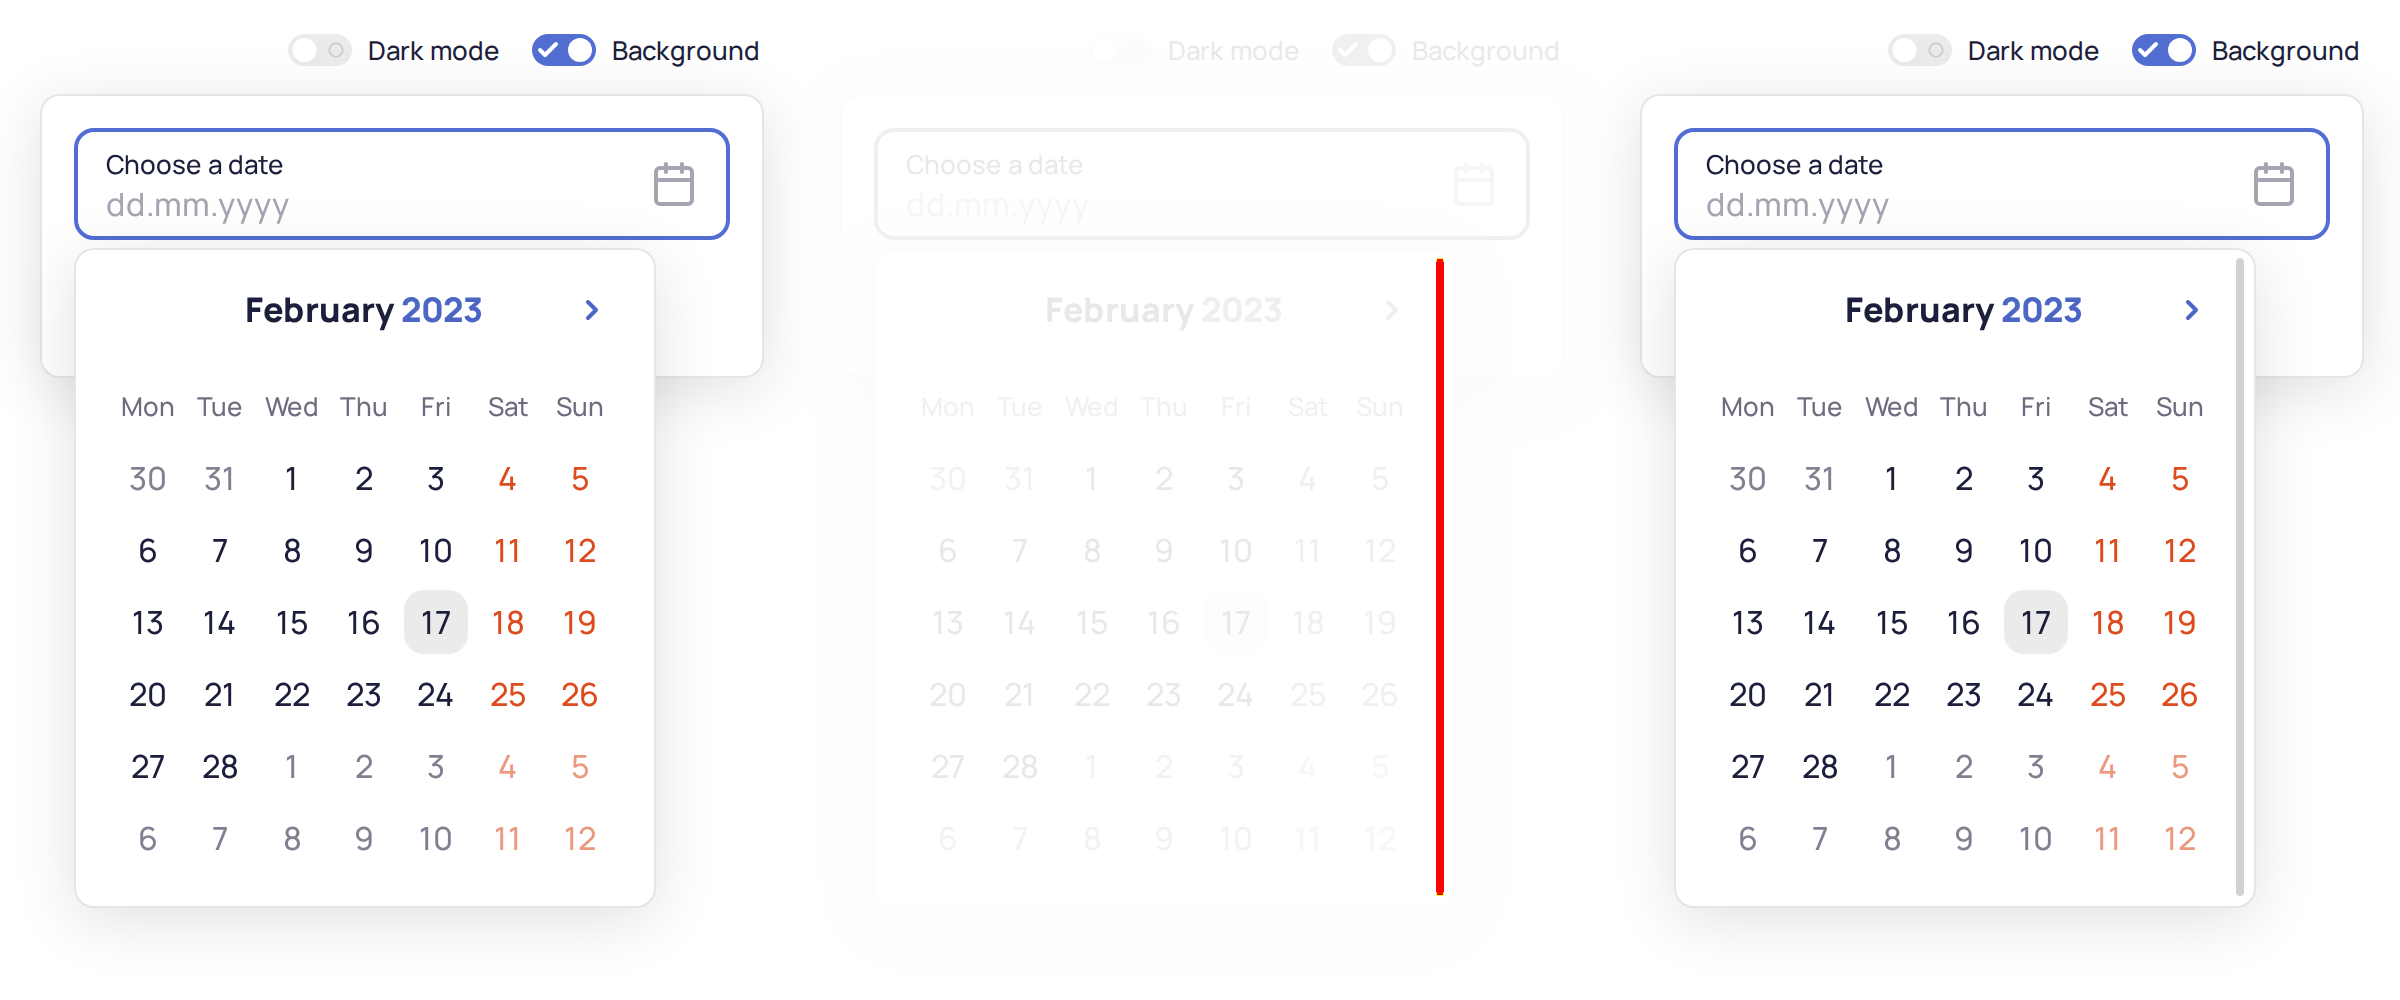 Dark mode Background
Choose a date
dd.mm.yyyy
February 2023
Mon Tue Wed Thu Fri Sat Sun
30 31 1 2 3 4 5
6 7 8 9 10 11 12
13 14 15 16 17 18 19
20 21 22 23 24 25 26
27 28 1 2 3 4 5
6 7 8 9 10 11 12
Dark mode Background
Choose a date
dd.mm.yyyy
February 2023
Mon Tue Wed Thu Fri Sat Sun
30 31 1 2 3 4 5
6 7 8 9 10 11 12
13 14 15 16 17 18 19
20 21 22 23 24 25 26
27 28 1 2 3 4 5
6 7 8 9 10 11 12
Dark mode Background
Choose a date
dd.mm.yyyy
February 2023
Mon Tue Wed Thu Fri Sat Sun
30 31 1 2 3 4 5
6 7 8 9 10 11 12
13 14 15 16 17 18 19
20 21 22 23 24 25 26
27 28 1 2 3 4 5
6 7 8 9 10 11 12